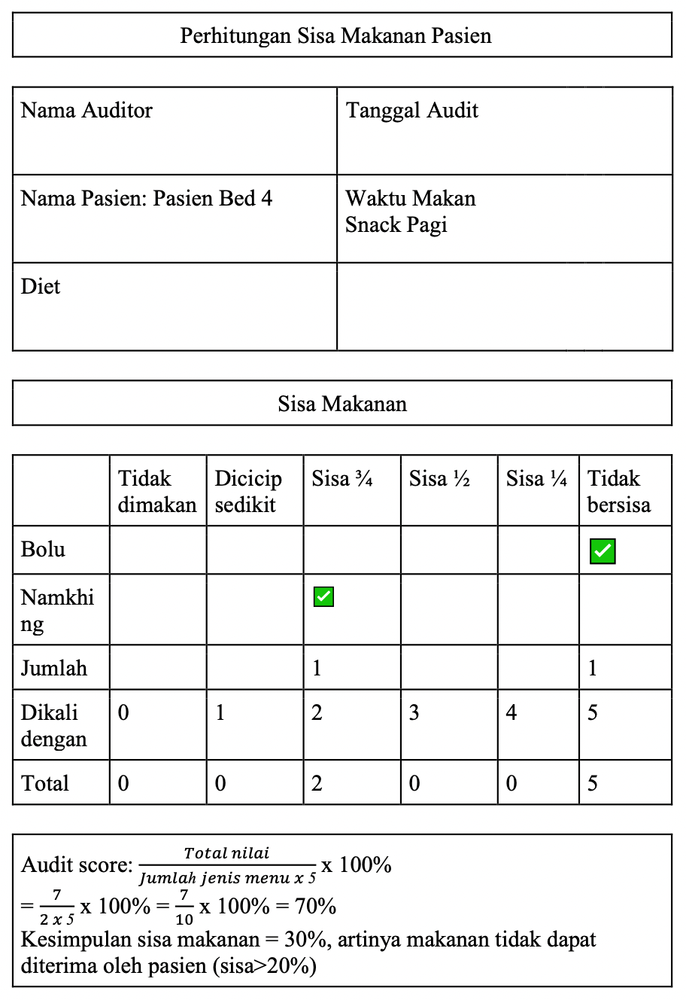 Perhitungan Sisa Makanan Pasien
Nama Auditor
Tanggal Audit
Nama Pasien: Pasien Bed 4
Waktu Makan
Snack Pagi
Diet
Sisa Makanan
Tidak dimakan
Dicicip sedikit
Sisa ¾
Sisa ½
Sisa ¼
Tidak bersisa
Bolu ✅
Namkhi
ng ✅
Jumlah 1 1
Dikali
dengan 0 1 2 3 4 5
Total 0 0 2 0 0 5
Audit score: Total nilai / Jumlah jenis menu x 5 x 100%
= 7 / 2 x 5 x 100% = 7 / 10 x 100% = 70%
Kesimpulan sisa makanan = 30%, artinya makanan tidak dapat
diterima oleh pasien (sisa>20%)